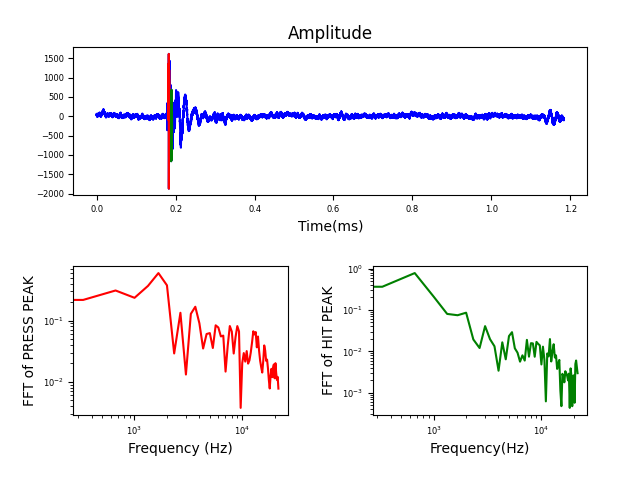 Amplitude
1500
1000
500
0
−500
−1000
−1500
−2000
0.0 0.2 0.4 0.6 0.8 1.0 1.2
Time(ms)
FFT of PRESS PEAK
10⁻¹
10⁻²
10³ 10⁴
Frequency (Hz)
FFT of HIT PEAK
10⁰
10⁻¹
10⁻²
10⁻³
10³ 10⁴
Frequency(Hz)